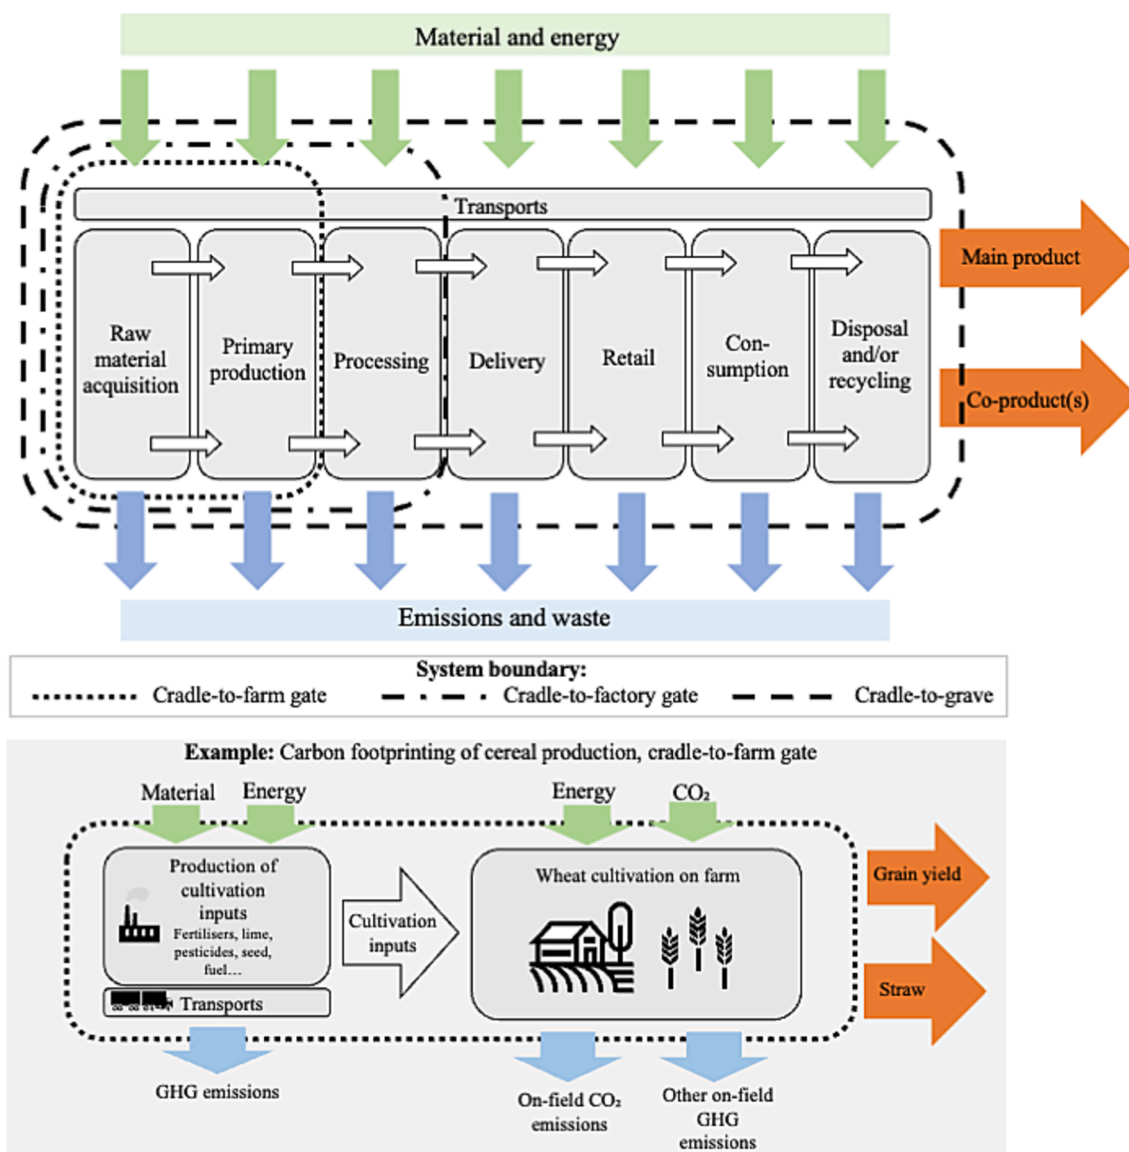 Material and energy
Transports
Raw
material
acquisition
Primary
production
Processing
Delivery
Retail
Con-
sumption
Disposal
and/or
recycling
Main product
Co-product(s)
Emissions and waste
System boundary:
Cradle-to-farm gate
Cradle-to-factory gate
Cradle-to-grave
Example: Carbon footprinting of cereal production, cradle-to-farm gate
Material
Energy
Energy
CO₂
Production of
cultivation
inputs
Fertilisers, lime,
pesticides, seed,
fuel...
Transports
Cultivation
inputs
Wheat cultivation on farm
Grain yield
Straw
GHG emissions
On-field CO₂
emissions
Other on-field
GHG
emissions